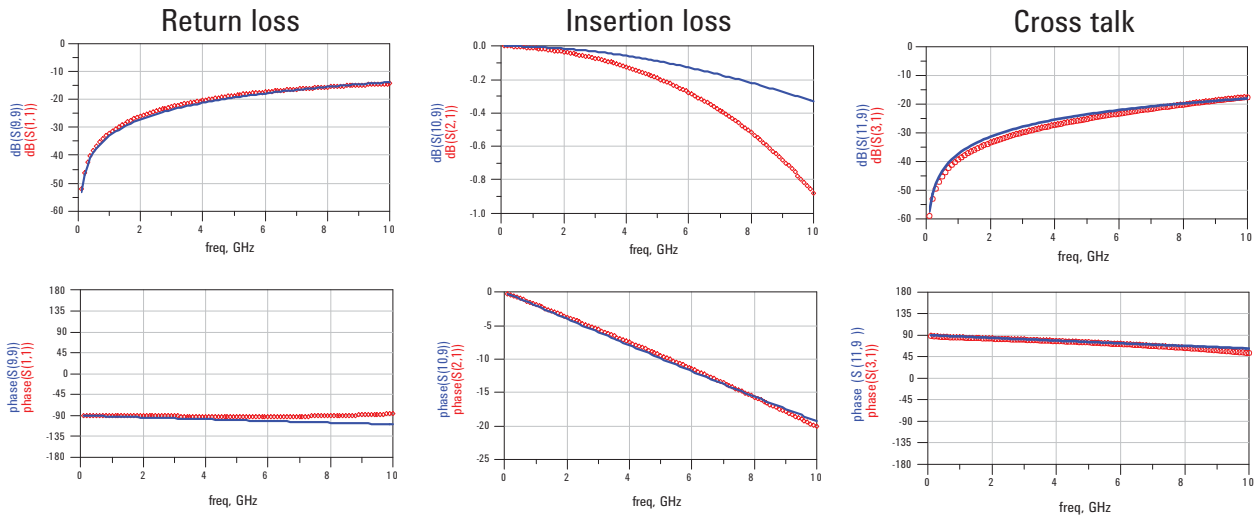 Return loss
Insertion loss
Cross talk
dB(S(9,9))
dB(S(1,1))
0
-10
-20
-30
-40
-50
-60
0 2 4 6 8 10
freq, GHz
dB(S(10,9))
dB(S(2,1))
0.0
-0.2
-0.4
-0.6
-0.8
-1.0
0 2 4 6 8 10
freq, GHz
dB(S(11,9))
dB(S(3,1))
0
-10
-20
-30
-40
-50
-60
0 2 4 6 8 10
freq, GHz
phase(S(9,9))
phase(S(1,1))
180
135
90
45
0
-45
-90
-135
-180
0 2 4 6 8 10
freq, GHz
phase(S(10,9))
phase(S(2,1))
0
-5
-10
-15
-20
-25
0 2 4 6 8 10
freq, GHz
phase (S (11,9 ))
phase(S(3,1))
180
135
90
45
0
-45
-90
-135
-180
0 2 4 6 8 10
freq, GHz